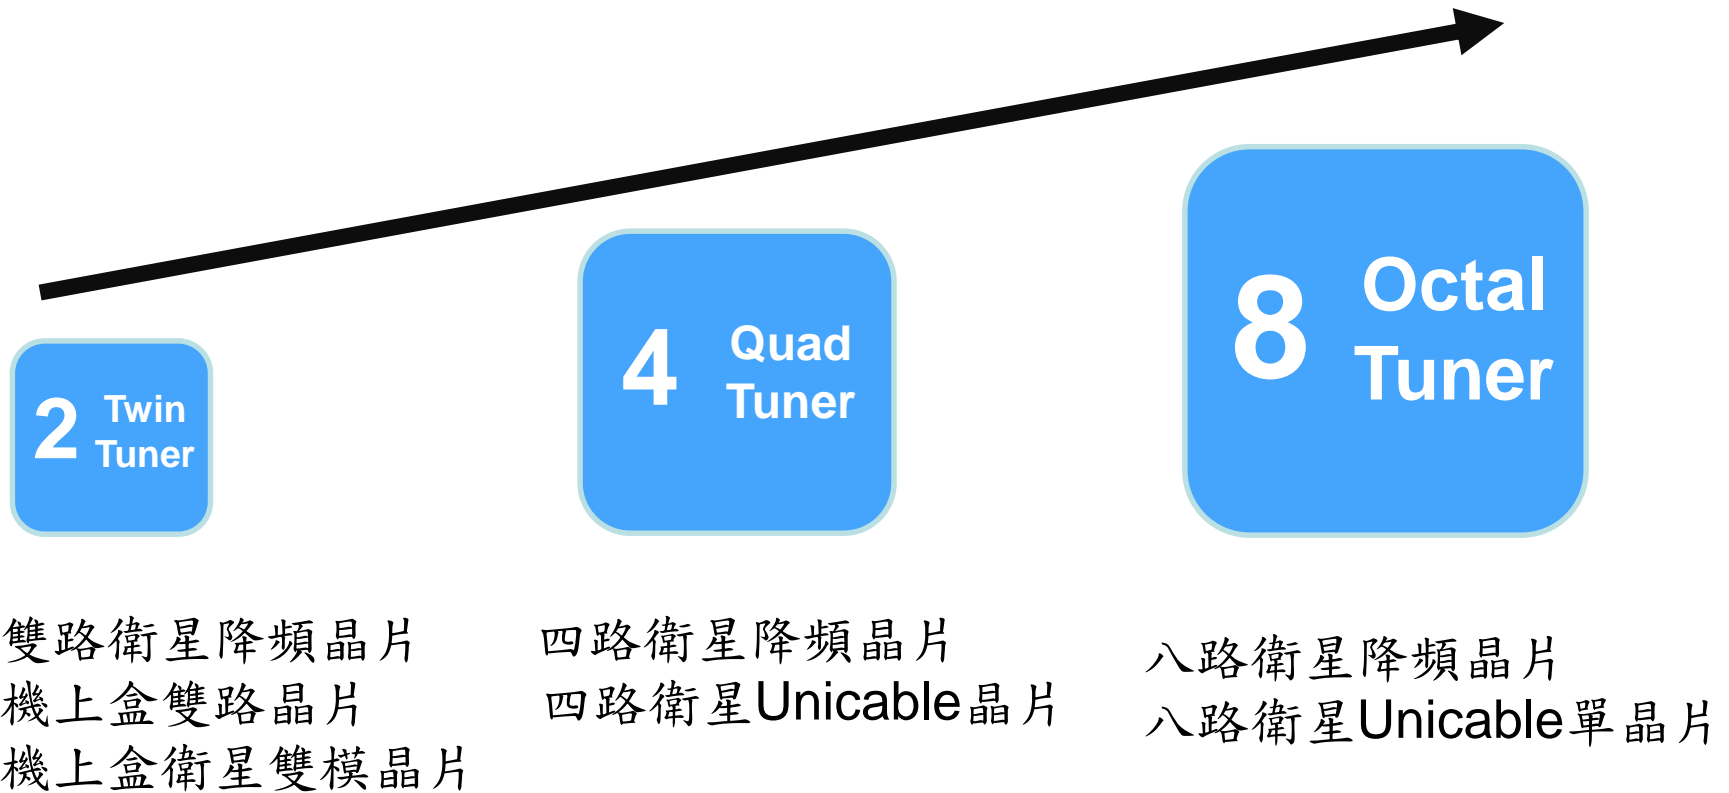 2
Twin
Tuner
4
Quad
Tuner
8
Octal
Tuner
雙路衛星降頻晶片
機上盒雙路晶片
機上盒衛星雙模晶片
四路衛星降頻晶片
四路衛星Unicable晶片
八路衛星降頻晶片
八路衛星Unicable單晶片